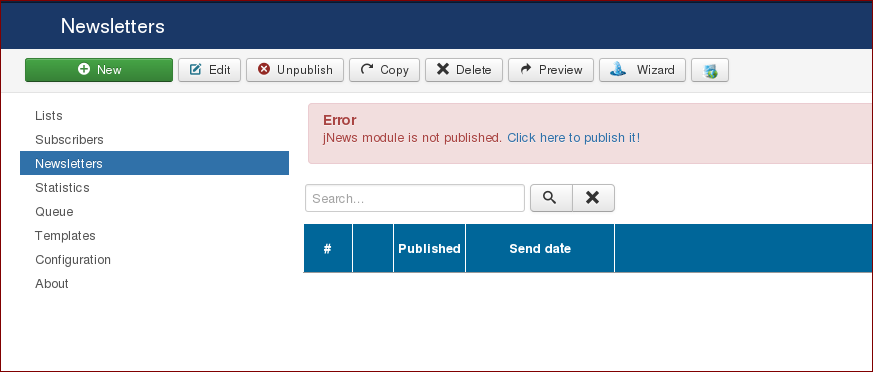 Newsletters
New Edit Unpublish Copy Delete Preview Wizard
Lists
Subscribers
Newsletters
Statistics
Queue
Templates
Configuration
About
Error
jNews module is not published. Click here to publish it!
Search...
# Published Send date